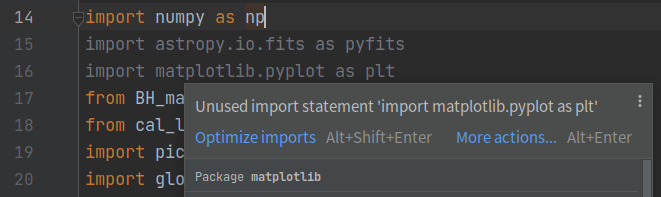 14 import numpy as np
15 import astropy.io.fits as pyfits
16 import matplotlib.pyplot as plt
17 from BH_ma
18 from cal_l
19 import pic
20 import glo
Unused import statement 'import matplotlib.pyplot as plt'
Optimize imports Alt+Shift+Enter More actions... Alt+Enter
Package matplotlib